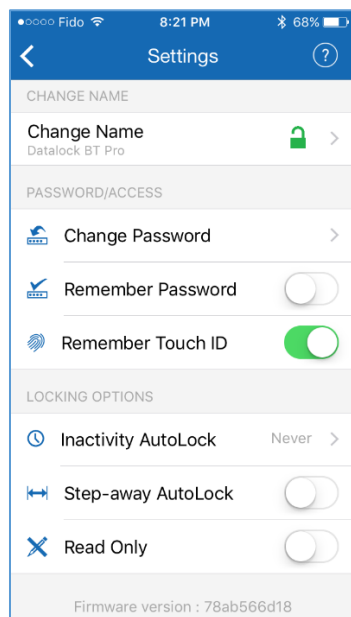 Fido 8:21 PM 68%
Settings ?
CHANGE NAME
Change Name
Datalock BT Pro
PASSWORD/ACCESS
Change Password
Remember Password
Remember Touch ID
LOCKING OPTIONS
Inactivity AutoLock Never
Step-away AutoLock
Read Only
Firmware version : 78ab566d18